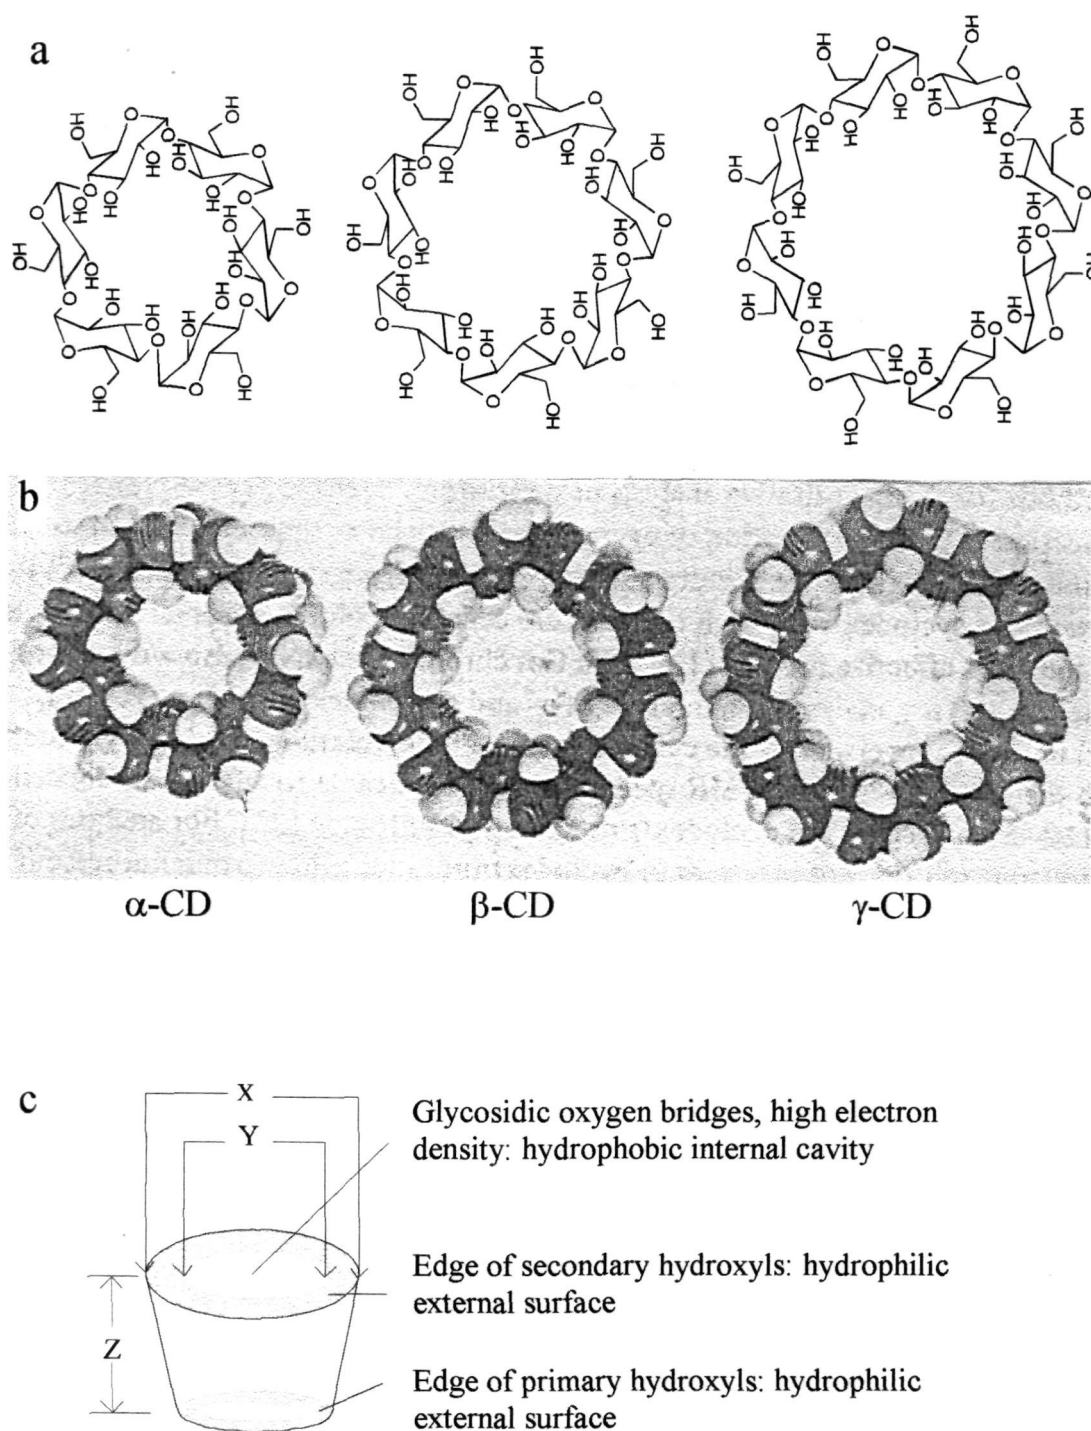 a
b
α-CD β-CD γ-CD
c
X
Y
Z
Glycosidic oxygen bridges, high electron
density: hydrophobic internal cavity
Edge of secondary hydroxyls: hydrophilic
external surface
Edge of primary hydroxyls: hydrophilic
external surface